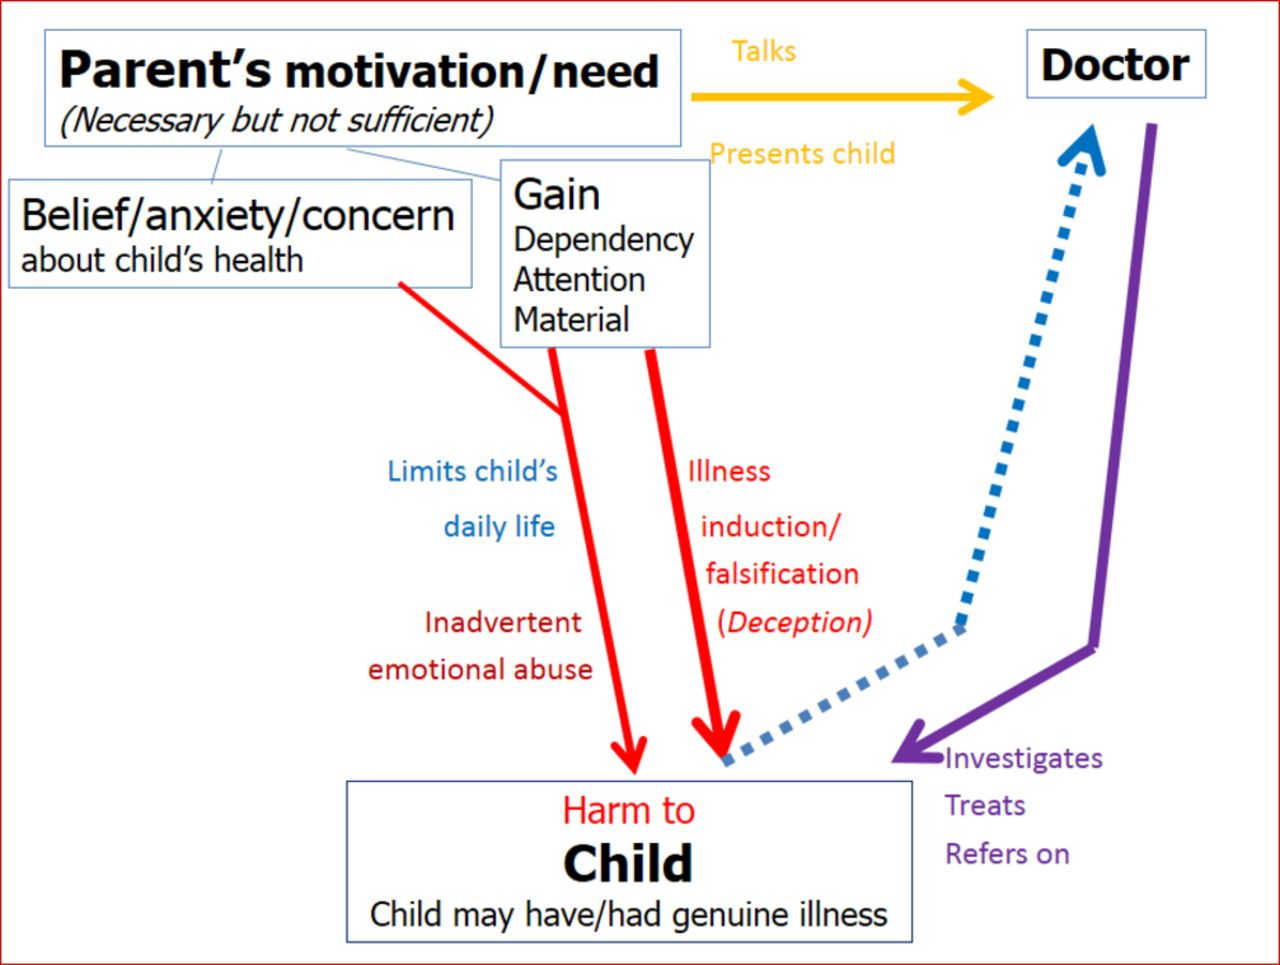 Parent’s motivation/need
(Necessary but not sufficient)
Talks
Presents child
Doctor
Belief/anxiety/concern
about child’s health
Gain
Dependency
Attention
Material
Limits child’s
daily life
Inadvertent
emotional abuse
Illness
induction/
falsification
(Deception)
Investigates
Treats
Refers on
Harm to
Child
Child may have/had genuine illness